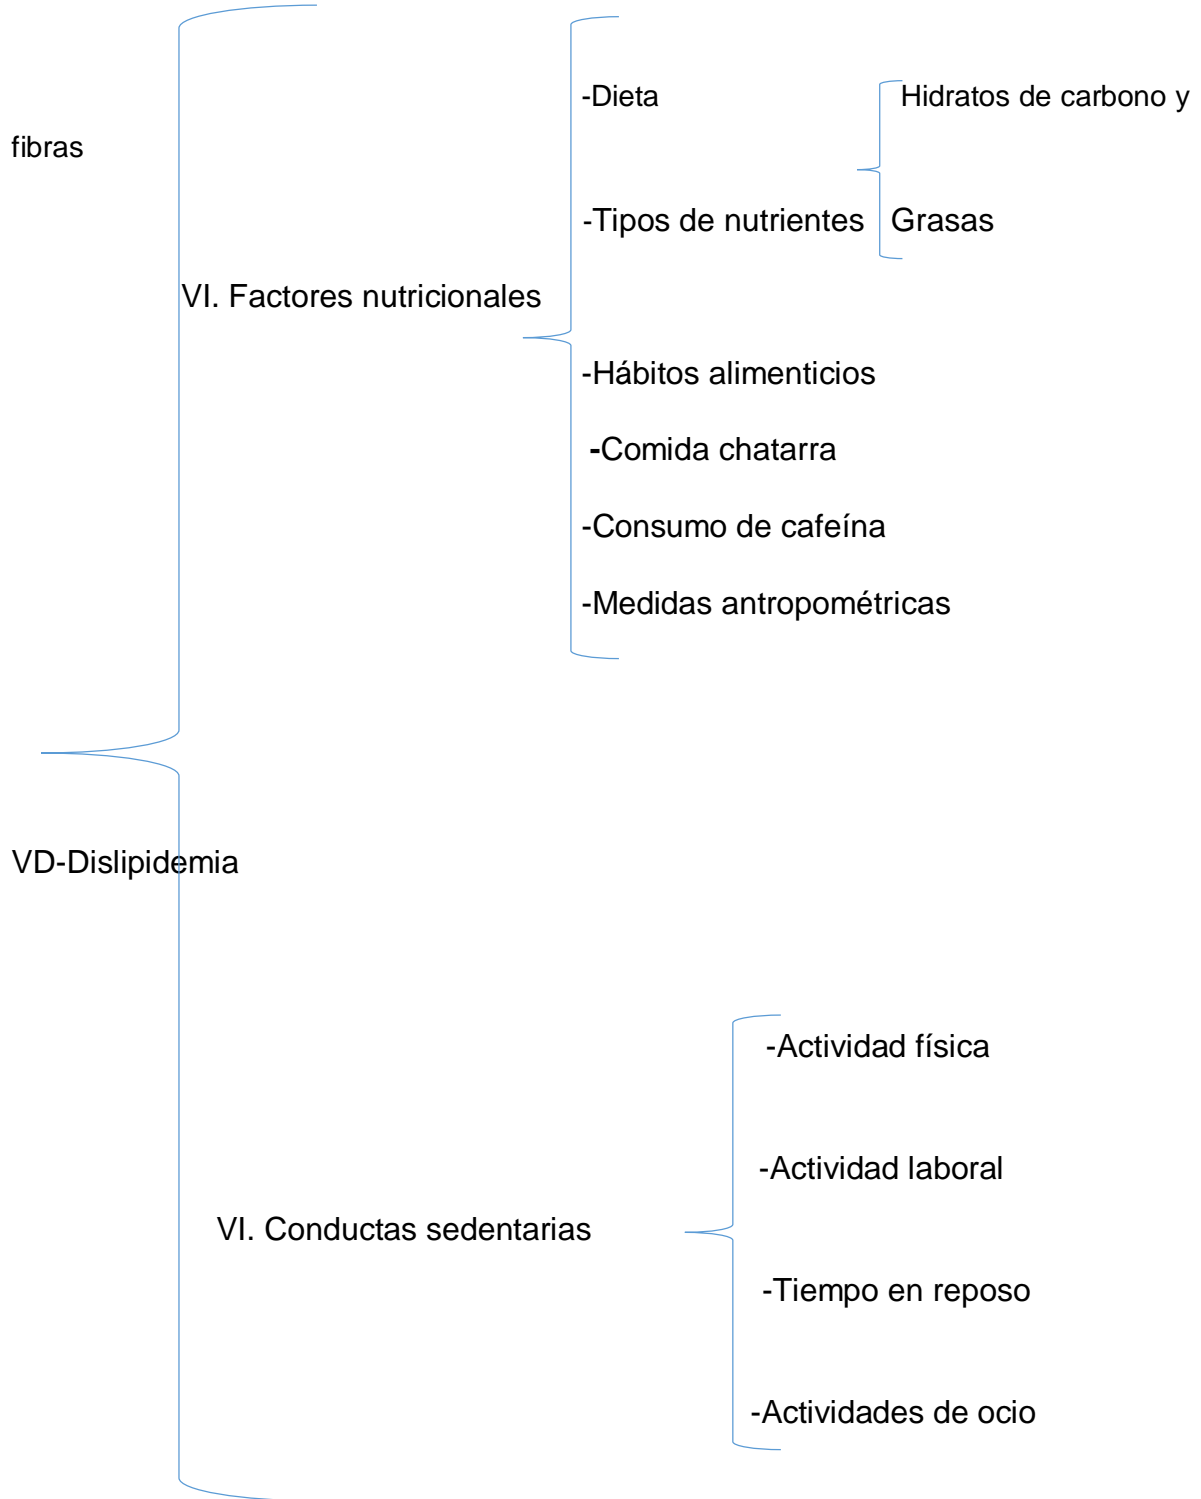 -Dieta Hidratos de carbono y
fibras
-Tipos de nutrientes Grasas
VI. Factores nutricionales
-Hábitos alimenticios
-Comida chatarra
-Consumo de cafeína
-Medidas antropométricas
VD-Dislipidemia
-Actividad física
-Actividad laboral
VI. Conductas sedentarias
-Tiempo en reposo
-Actividades de ocio